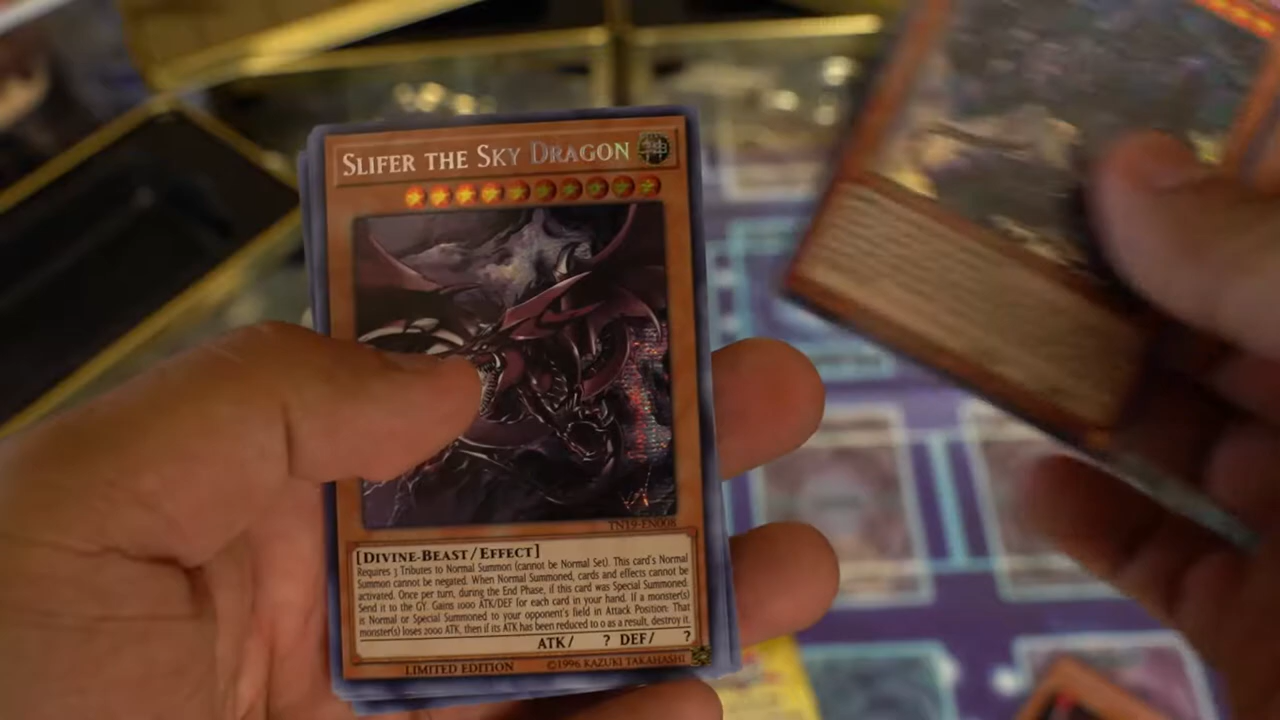 SLIFER THE SKY DRAGON
TN19-EN008
[DIVINE-BEAST/EFFECT]
Requires 3 Tributes to Normal Summon (cannot be Normal Set). This card's Normal
Summon cannot be negated. When Normal Summoned, cards and effects cannot be
activated. Once per turn, during the End Phase, if this card was Special Summoned:
Send it to the GY. Gains 1000 ATK/DEF for each card in your hand. If a monster(s)
is Normal or Special Summoned to your opponent's field in Attack Position: That
monster(s) loses 2000 ATK, then if its ATK has been reduced to 0 as a result, destroy it.
ATK/ ? DEF/ ?
LIMITED EDITION ©1996 KAZUKI TAKAHASHI